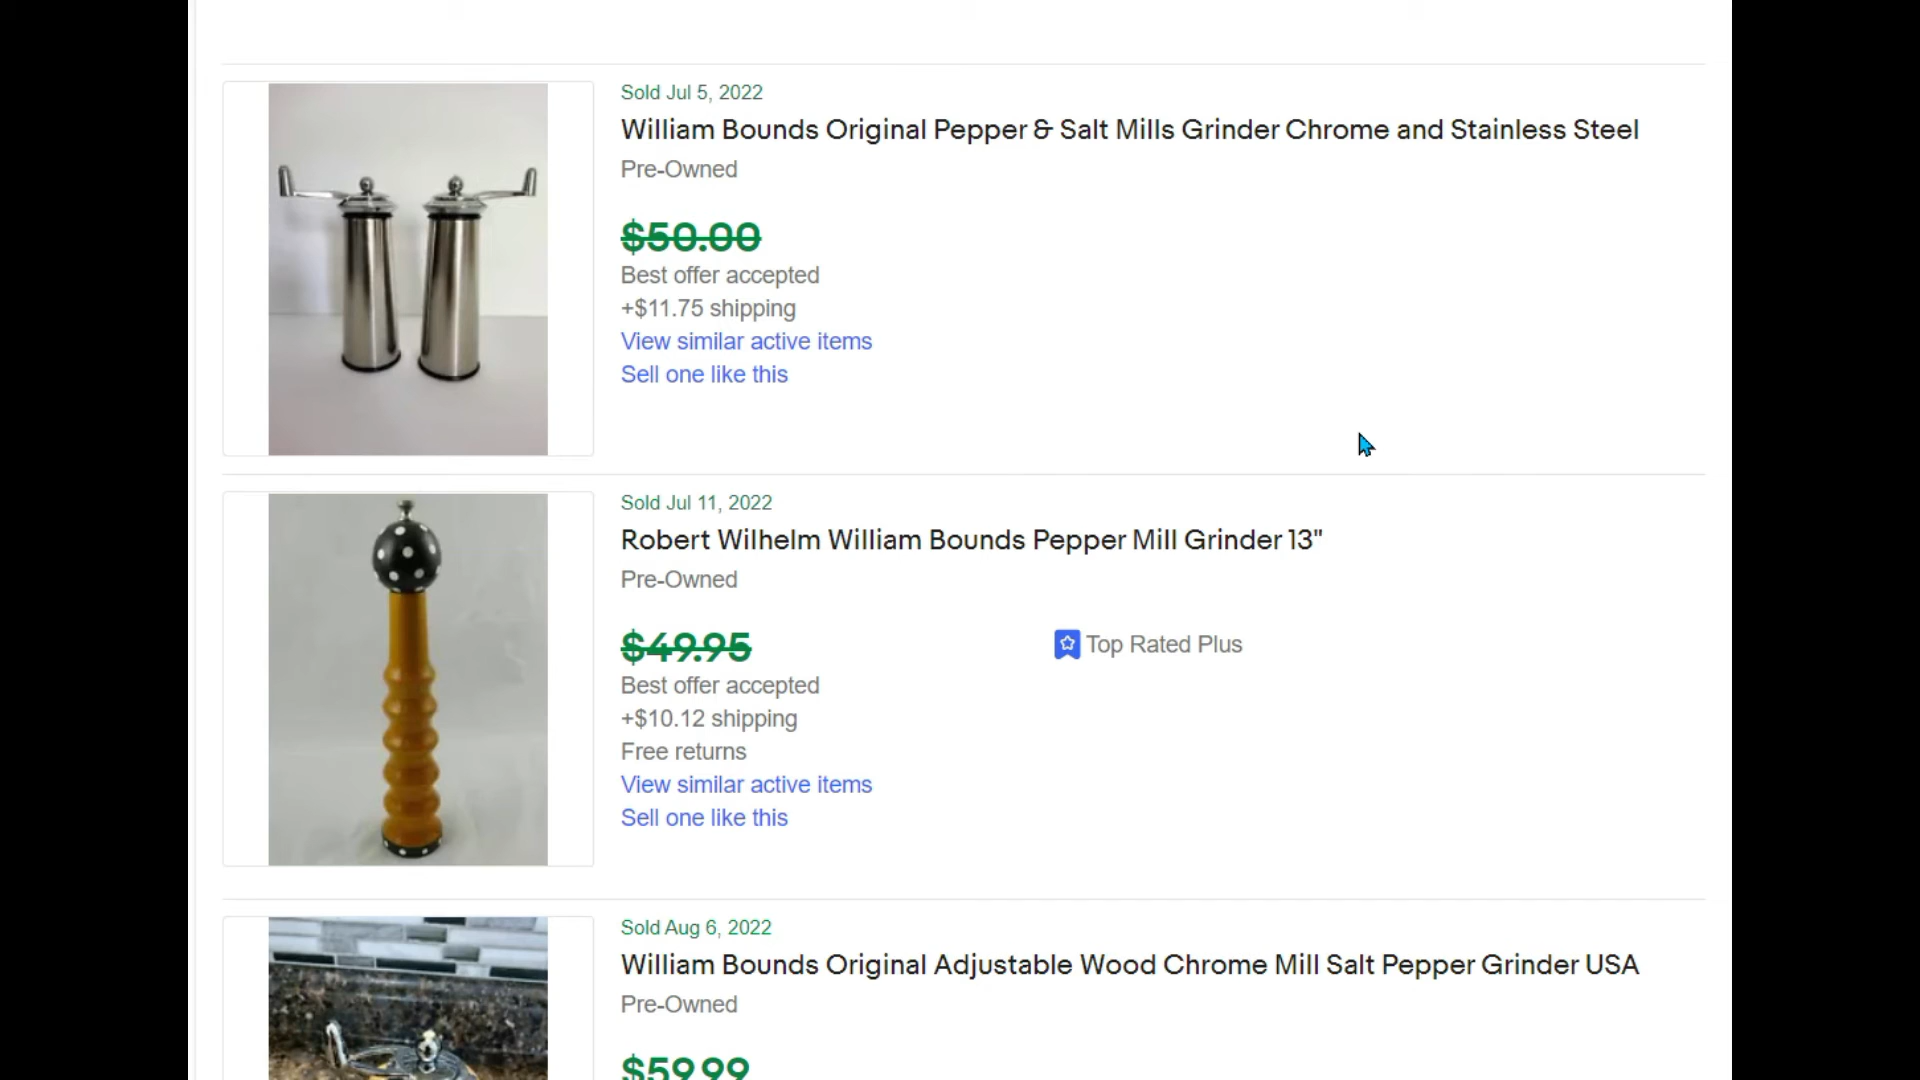 Sold Jul 5, 2022
William Bounds Original Pepper & Salt Mills Grinder Chrome and Stainless Steel
Pre-Owned
$50.00
Best offer accepted
+$11.75 shipping
View similar active items
Sell one like this
Sold Jul 11, 2022
Robert Wilhelm William Bounds Pepper Mill Grinder 13"
Pre-Owned
$49.95
Top Rated Plus
Best offer accepted
+$10.12 shipping
Free returns
View similar active items
Sell one like this
Sold Aug 6, 2022
William Bounds Original Adjustable Wood Chrome Mill Salt Pepper Grinder USA
Pre-Owned
$59.99